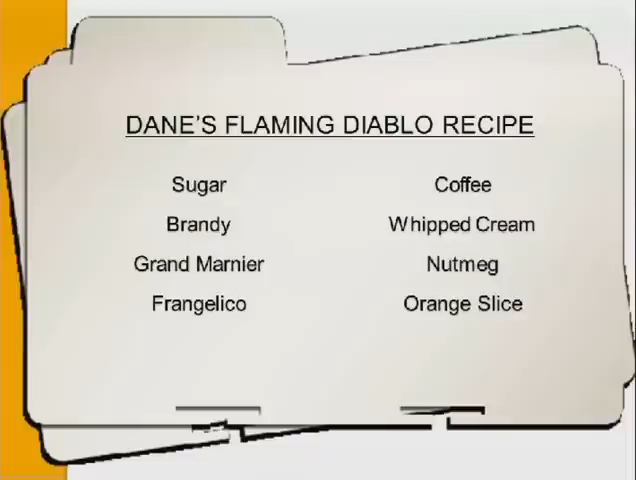 DANE'S FLAMING DIABLO RECIPE
Sugar
Brandy
Grand Marnier
Frangelico
Coffee
Whipped Cream
Nutmeg
Orange Slice